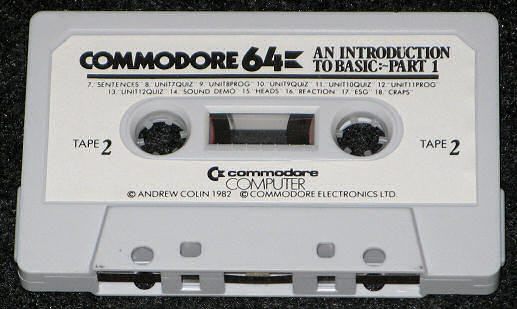 COMMODORE 64 AN INTRODUCTION
TO BASIC:-PART 1
7. SENTENCES 8. UNIT7QUIZ 9. UNIT8PROG 10. UNIT9QUIZ 11. UNIT10QUIZ 12. UNIT11PROG
13. UNIT12QUIZ 14. SOUND DEMO 15. HEADS 16. REACTION 17. ESG 18. CRAPS
TAPE 2 TAPE 2
commodore
COMPUTER
© ANDREW COLIN 1982 © COMMODORE ELECTRONICS LTD.